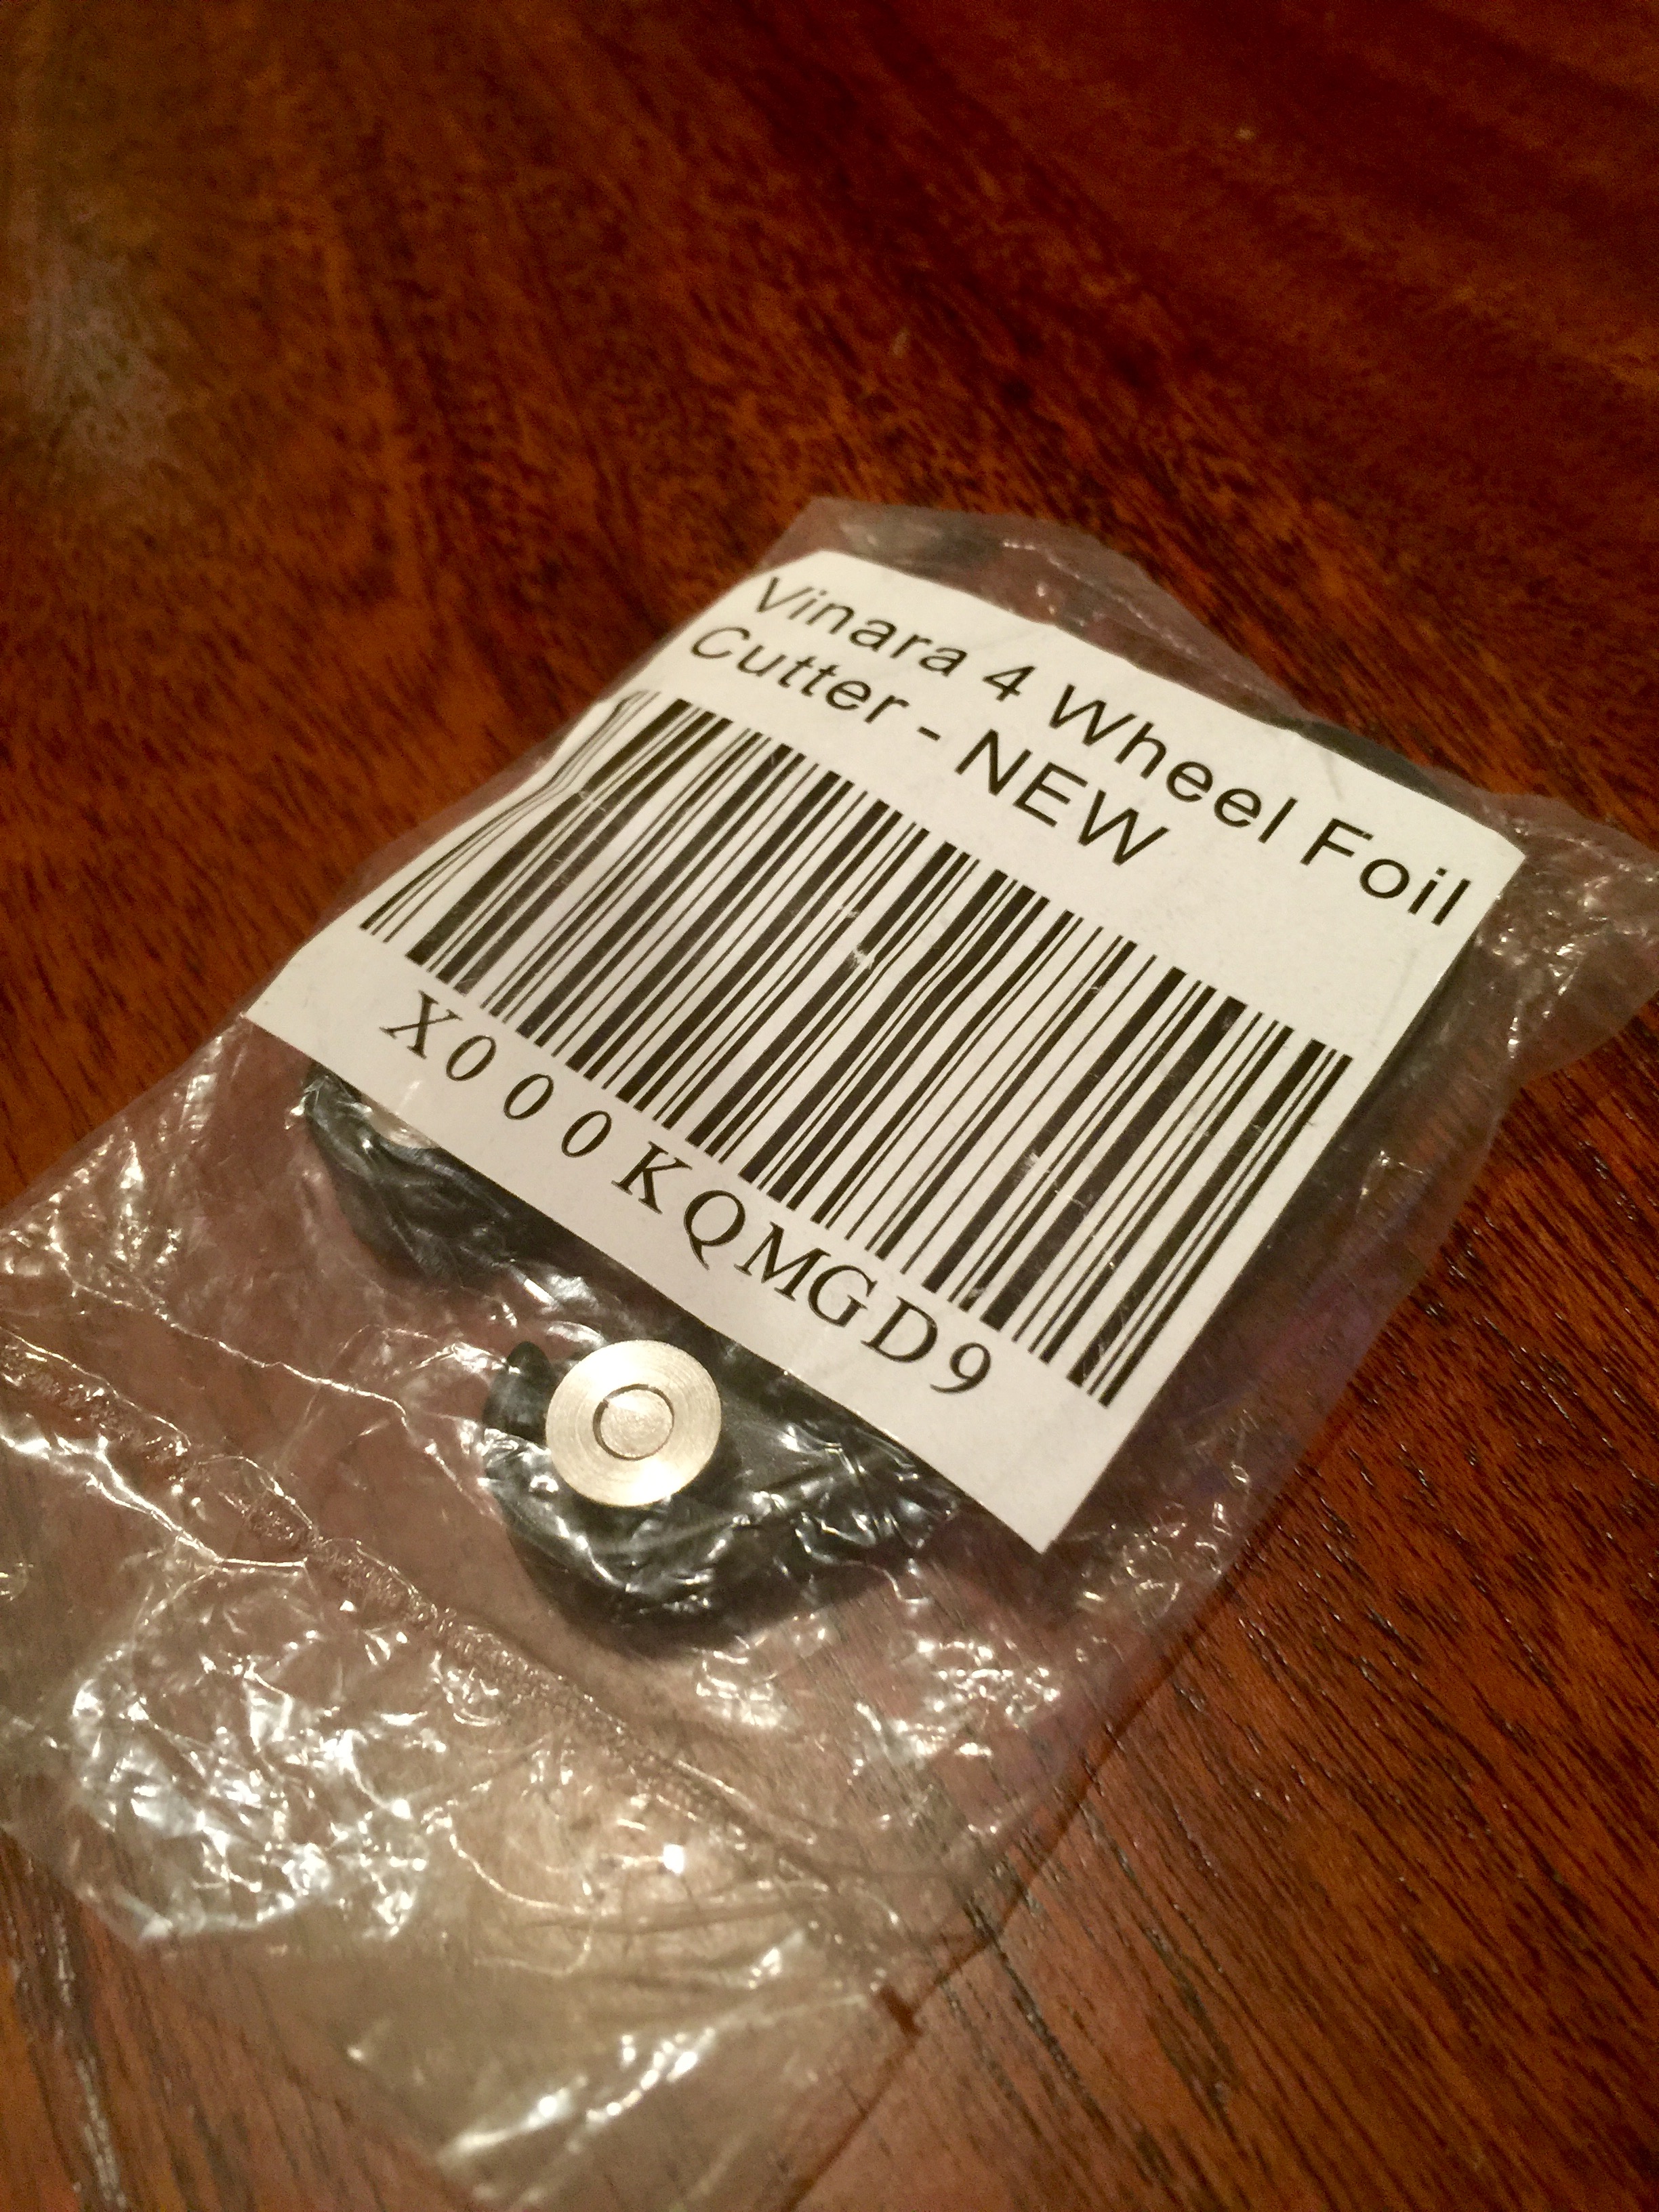 Vinara 4 Wheel Foil
Cutter - NEW
X000KQMGD9